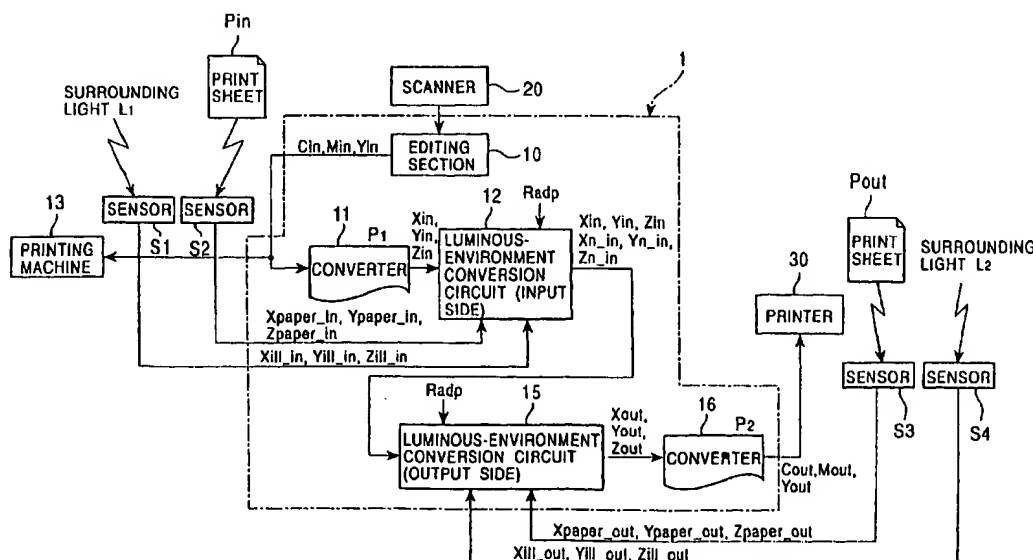 Pin
PRINT
SHEET
SURROUNDING
LIGHT L1
SCANNER
20
1
Cin,Min,Yin
EDITING
SECTION
10
13
SENSOR
SENSOR
S1
S2
PRINTING
MACHINE
11
P1
CONVERTER
Xin,
Yin,
Zin
12
Radp
LUMINOUS-
ENVIRONMENT
CONVERSION
CIRCUIT (INPUT
SIDE)
Xin, Yin, Zin
Xn_in, Yn_in,
Zn_in
Xpaper_in, Ypaper_in,
Zpaper_in
Xill_in, Yill_in, Zill_in
Pout
PRINT
SHEET
SURROUNDING
LIGHT L2
30
PRINTER
SENSOR
SENSOR
S3
S4
Radp
15
LUMINOUS-ENVIRONMENT
CONVERSION CIRCUIT
(OUTPUT SIDE)
Xout,
Yout,
Zout
16
P2
CONVERTER
Cout,Mout,
Yout
Xpaper_out, Ypaper_out, Zpaper_out
Xill_out, Yill_out, Zill_out